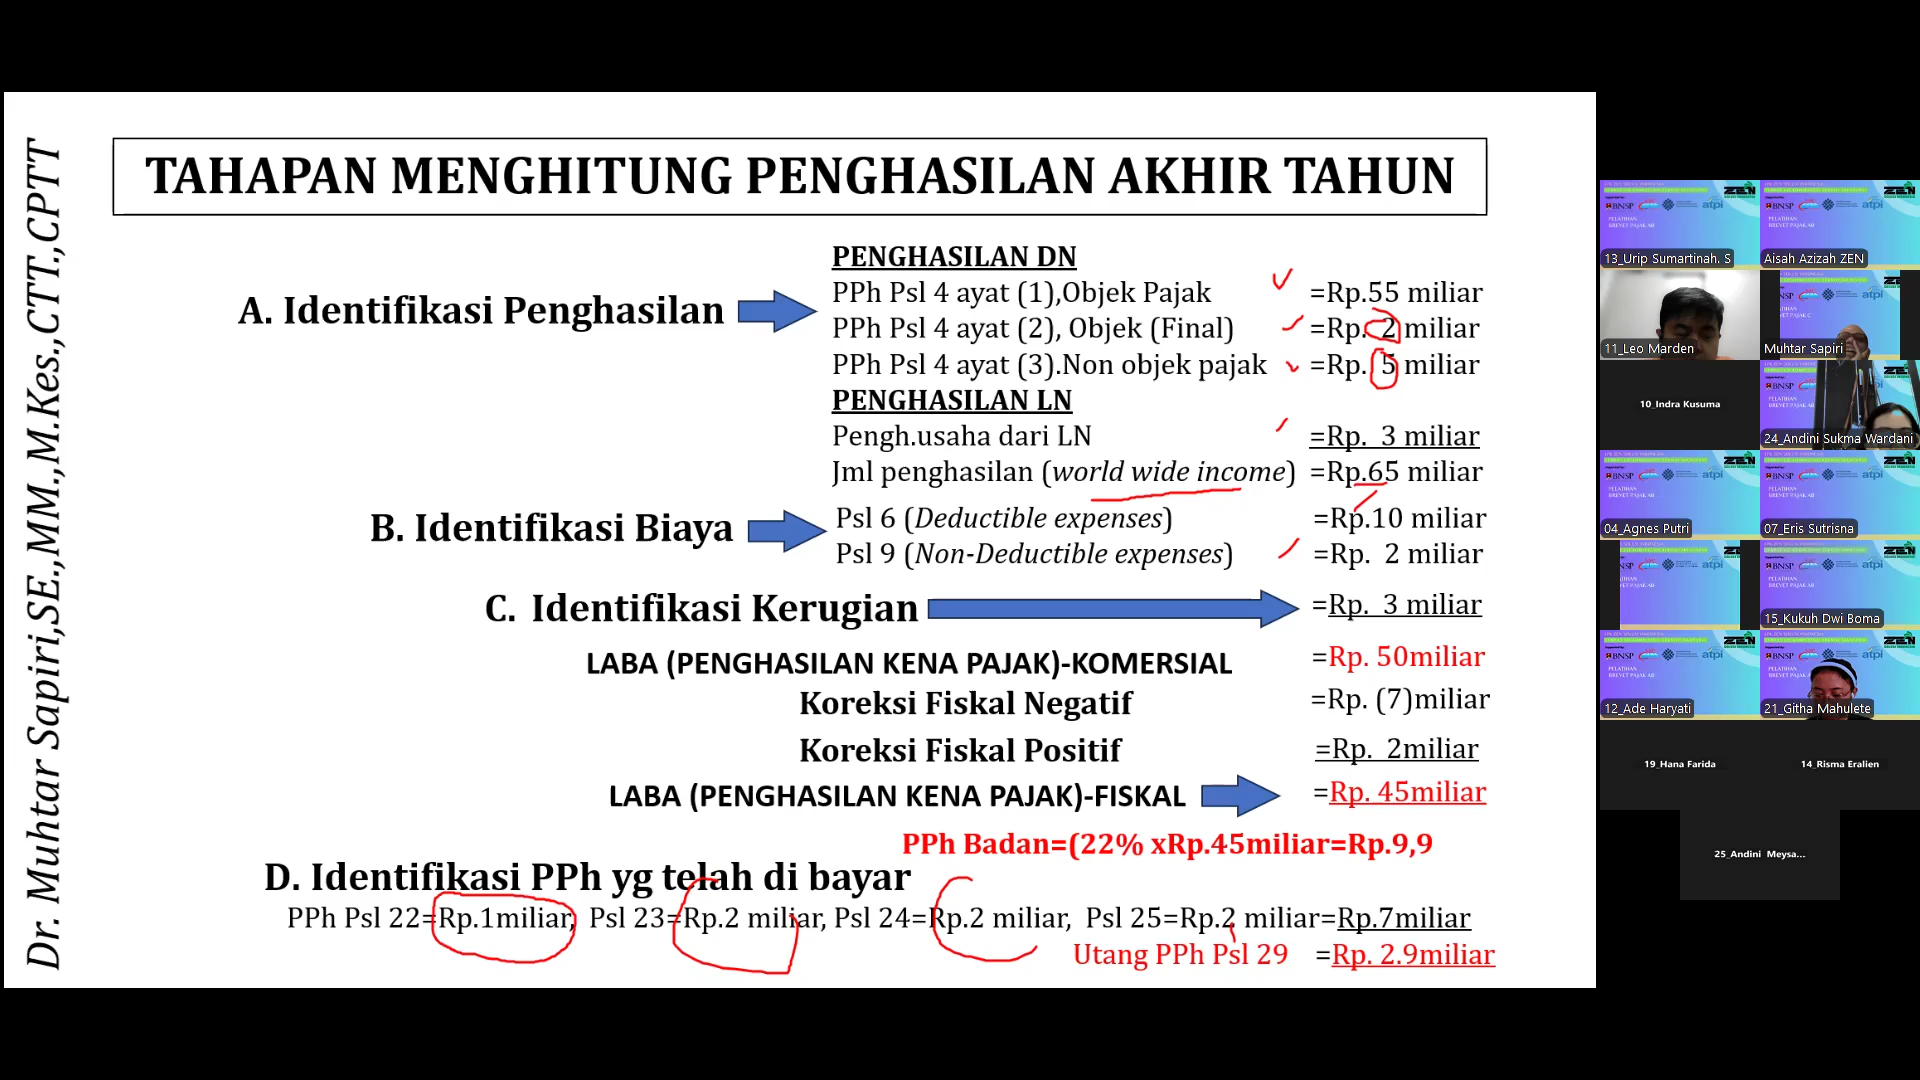 TAHAPAN MENGHITUNG PENGHASILAN AKHIR TAHUN
Dr. Muhtar Sapiri,SE.,MM.,M.Kes.,CTT.,CPTT
PENGHASILAN DN
A. Identifikasi Penghasilan
PPh Psl 4 ayat (1),Objek Pajak =Rp.55 miliar
PPh Psl 4 ayat (2), Objek (Final) =Rp. 2 miliar
PPh Psl 4 ayat (3).Non objek pajak =Rp. 5 miliar
PENGHASILAN LN
Pengh.usaha dari LN =Rp. 3 miliar
Jml penghasilan (world wide income) =Rp.65 miliar
B. Identifikasi Biaya
Psl 6 (Deductible expenses) =Rp.10 miliar
Psl 9 (Non-Deductible expenses) =Rp. 2 miliar
C. Identifikasi Kerugian =Rp. 3 miliar
LABA (PENGHASILAN KENA PAJAK)-KOMERSIAL =Rp. 50miliar
Koreksi Fiskal Negatif =Rp. (7)miliar
Koreksi Fiskal Positif =Rp. 2miliar
LABA (PENGHASILAN KENA PAJAK)-FISKAL =Rp. 45miliar
PPh Badan=(22% xRp.45miliar=Rp.9,9
D. Identifikasi PPh yg telah di bayar
PPh Psl 22=Rp.1miliar, Psl 23=Rp.2 miliar, Psl 24=Rp.2 miliar, Psl 25=Rp.2 miliar=Rp.7miliar
Utang PPh Psl 29 =Rp. 2.9miliar
13_Urip Sumartinah. S
Aisah Azizah ZEN
11_Leo Marden
Muhtar Sapiri
10_Indra Kusuma
24_Andini Sukma Wardani
04_Agnes Putri
07_Eris Sutrisna
15_Kukuh Dwi Boma
12_Ade Haryati
21_Githa Mahulete
19_Hana Farida
14_Risma Eralien
25_Andini Meysa...
ZEN
BNSP
atpi
PELATIHAN
BREVET PAJAK AB